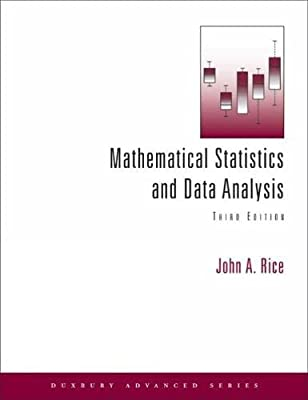 Mathematical Statistics
and Data Analysis
THIRD EDITION
John A. Rice
DUXBURY ADVANCED SERIES